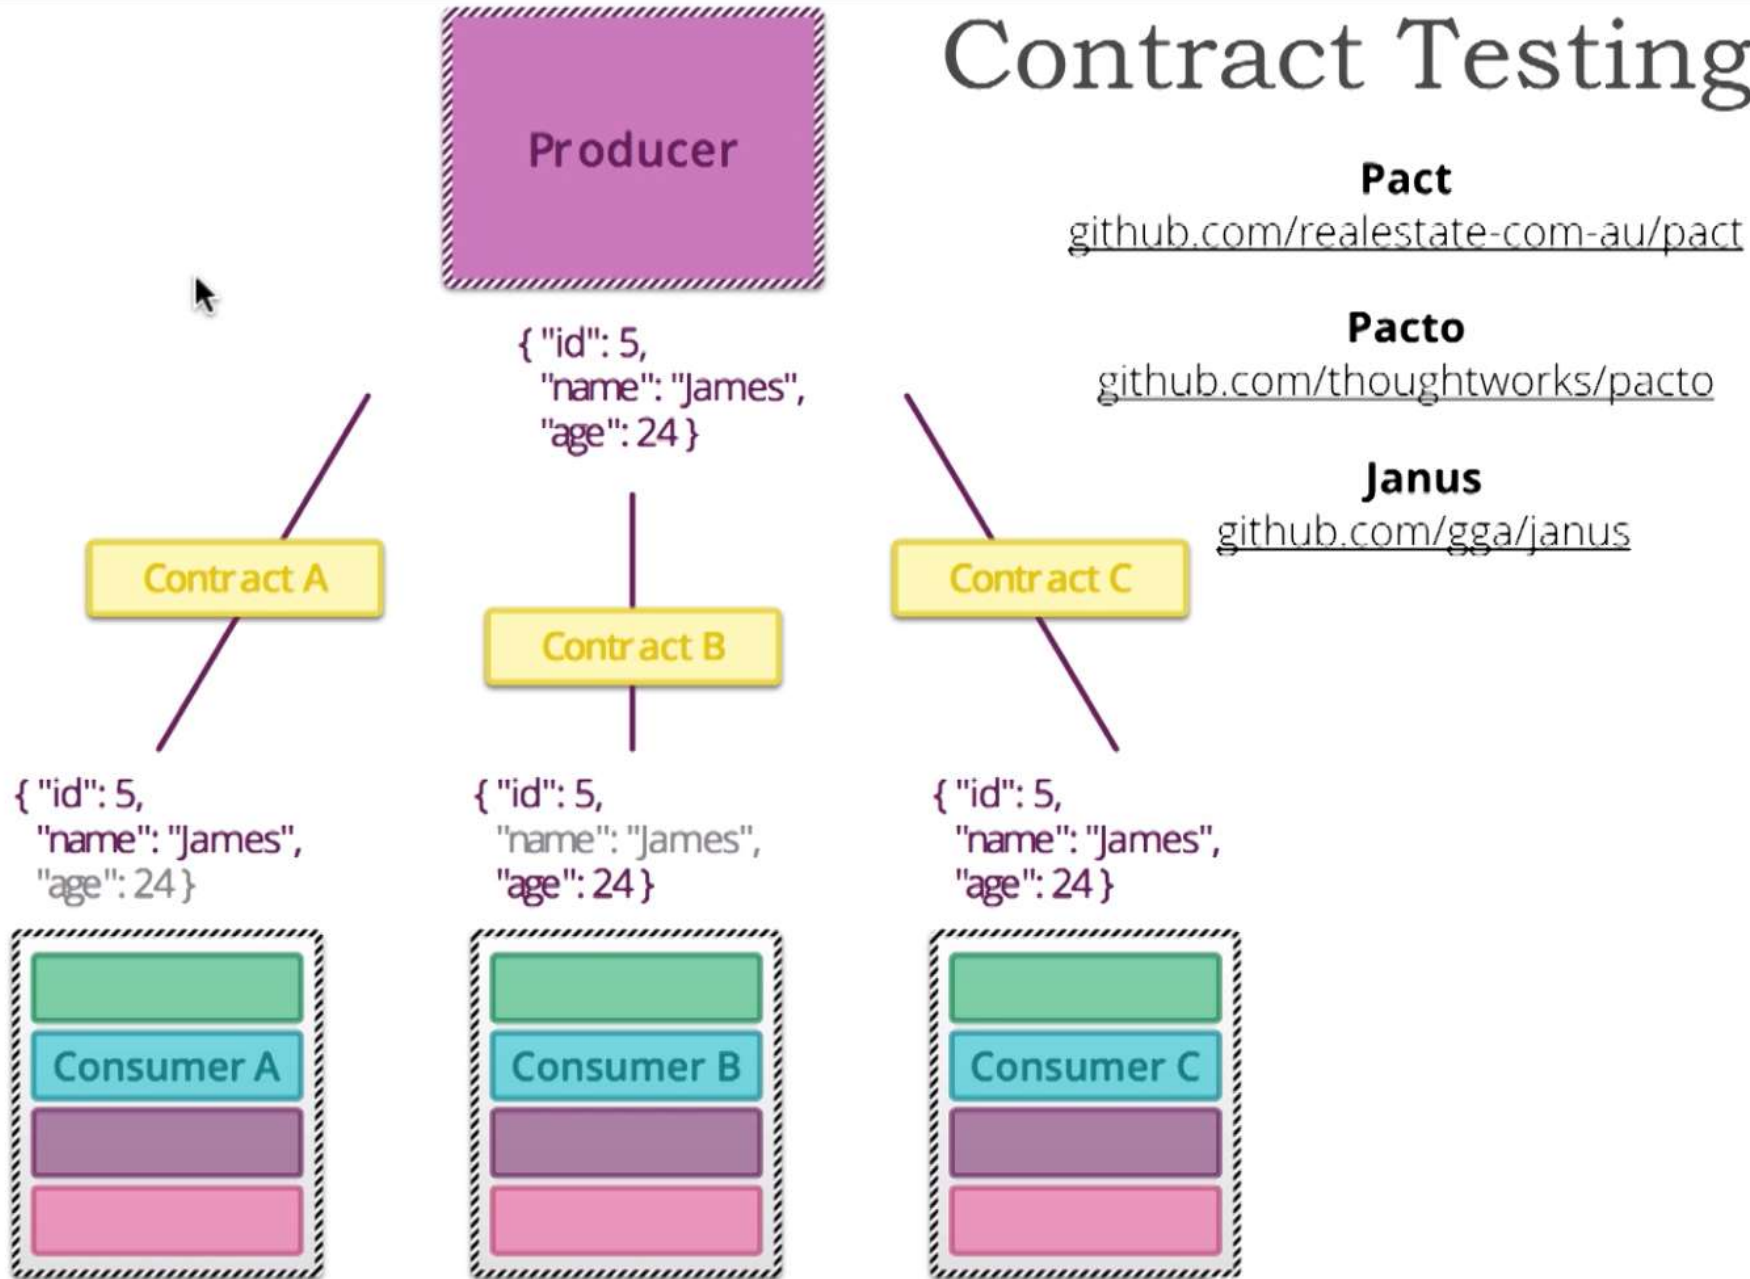 Contract Testing
Producer
Pact
github.com/realestate-com-au/pact
Pacto
github.com/thoughtworks/pacto
Janus
github.com/gga/janus
{ "id": 5,
"name": "James",
"age": 24 }
Contract A
Contract B
Contract C
{ "id": 5,
"name": "James",
"age": 24 }
{ "id": 5,
"name": "James",
"age": 24 }
{ "id": 5,
"name": "James",
"age": 24 }
Consumer A
Consumer B
Consumer C